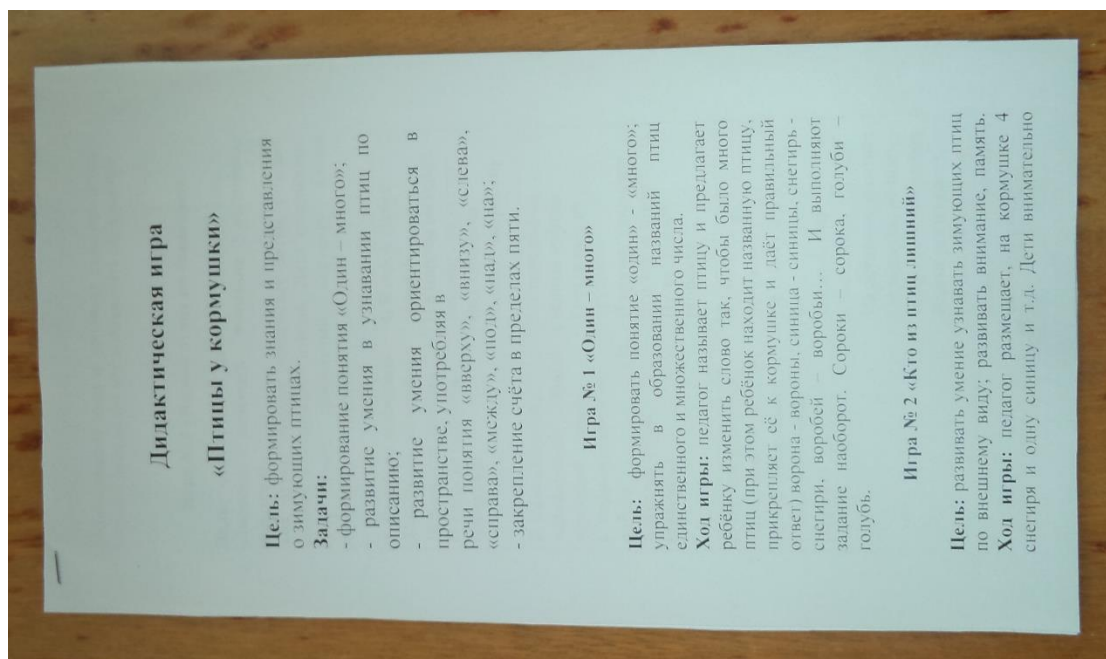 Дидактическая игра
«Птицы у кормушки»
Цель: формировать знания и представления
о зимующих птицах.
Задачи:
- формирование понятия «Один – много»;
- развитие умения в узнавании птиц по
описанию;
- развитие умения ориентироваться в
пространстве, употребляя в
речи понятия «вверху», «внизу», «слева»,
«справа», «между», «под», «над», «на»;
- закрепление счёта в пределах пяти.
Игра № 1 «Один – много»
Цель: формировать понятие «один» - «много»;
упражнять в образовании названий птиц
единственного и множественного числа.
Ход игры: педагог называет птицу и предлагает
ребёнку изменить слово так, чтобы было много
птиц (при этом ребёнок находит названную птицу,
прикрепляет её к кормушке и даёт правильный
ответ) ворона - вороны, синица - синицы, снегирь -
снегири, воробей – воробьи... И выполняют
задание наоборот. Сороки – сорока, голуби –
голубь.
Игра № 2 «Кто из птиц лишний»
Цель: развивать умение узнавать зимующих птиц
по внешнему виду; развивать внимание, память.
Ход игры: педагог размещает, на кормушке 4
снегиря и одну синицу и т.д. Дети внимательно